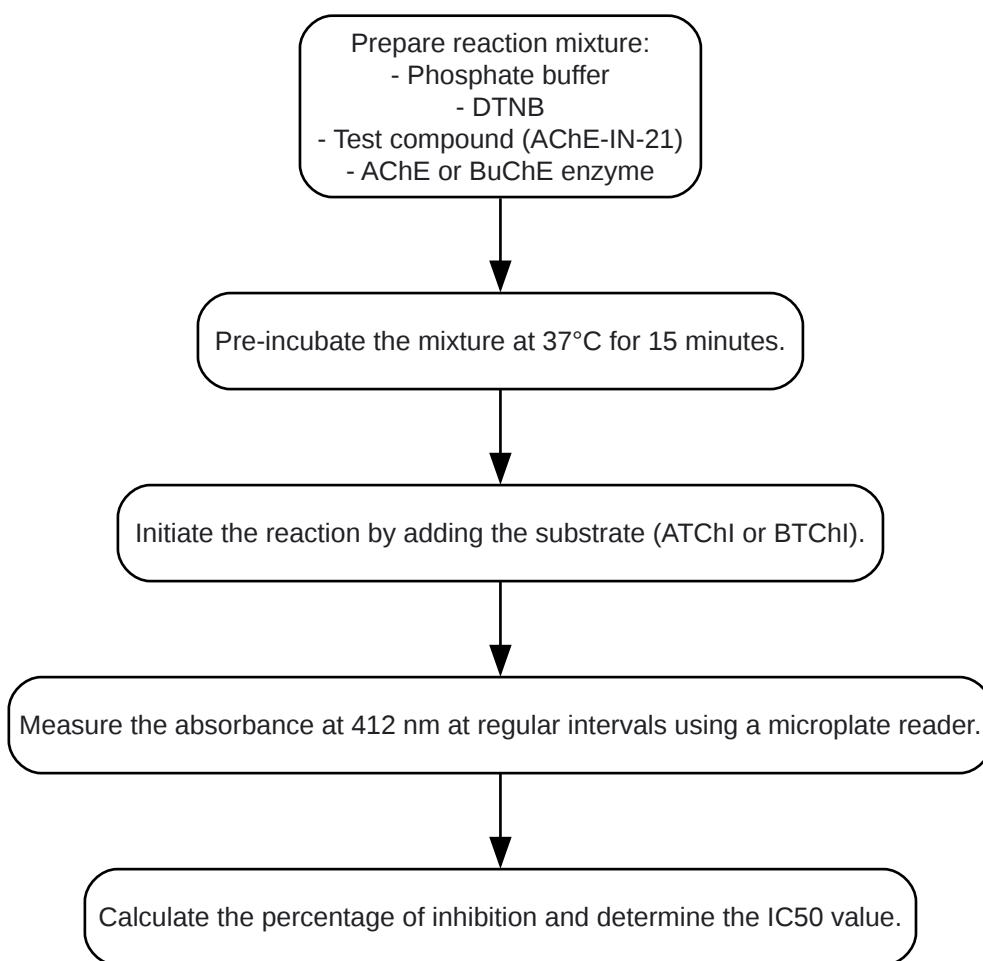 Prepare reaction mixture:
- Phosphate buffer
- DTNB
- Test compound (AChE-IN-21)
- AChE or BuChE enzyme
Pre-incubate the mixture at 37°C for 15 minutes.
Initiate the reaction by adding the substrate (ATChI or BTChI).
Measure the absorbance at 412 nm at regular intervals using a microplate reader.
Calculate the percentage of inhibition and determine the IC50 value.